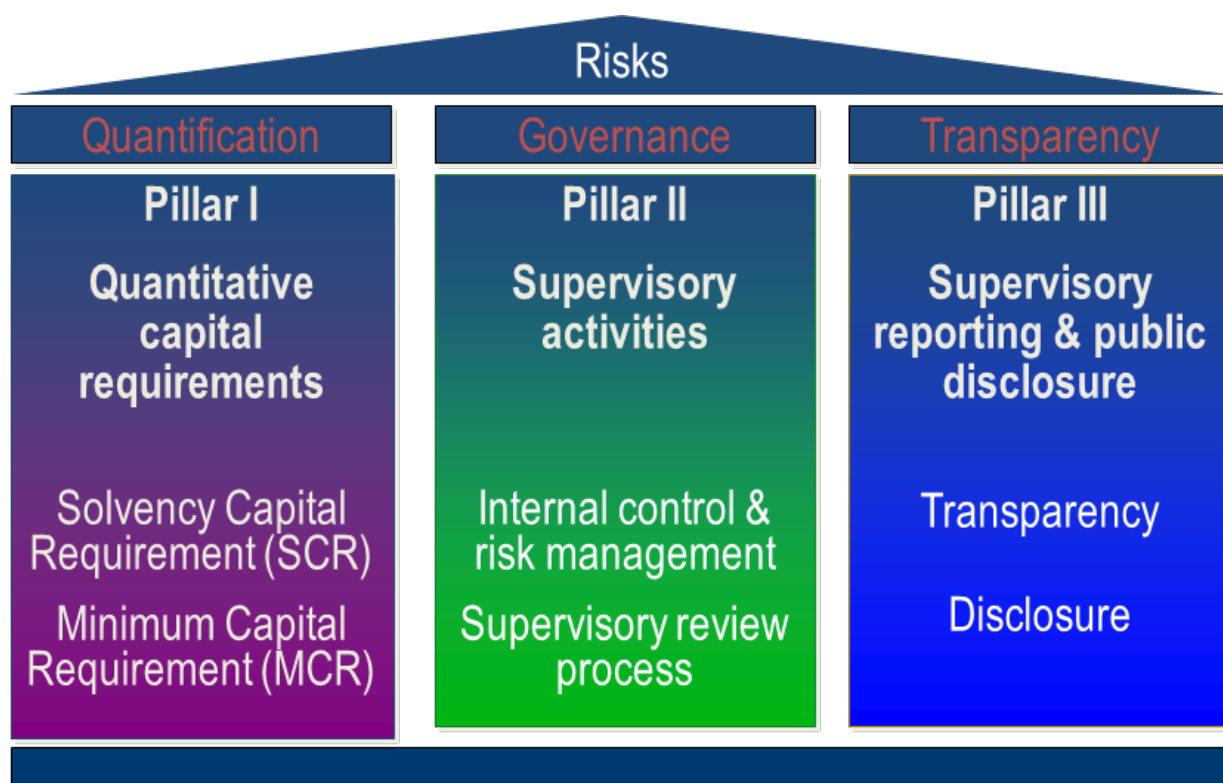 Risks
Quantification
Governance
Transparency
Pillar I
Quantitative
capital
requirements
Solvency Capital
Requirement (SCR)
Minimum Capital
Requirement (MCR)
Pillar II
Supervisory
activities
Internal control &
risk management
Supervisory review
process
Pillar III
Supervisory
reporting & public
disclosure
Transparency
Disclosure